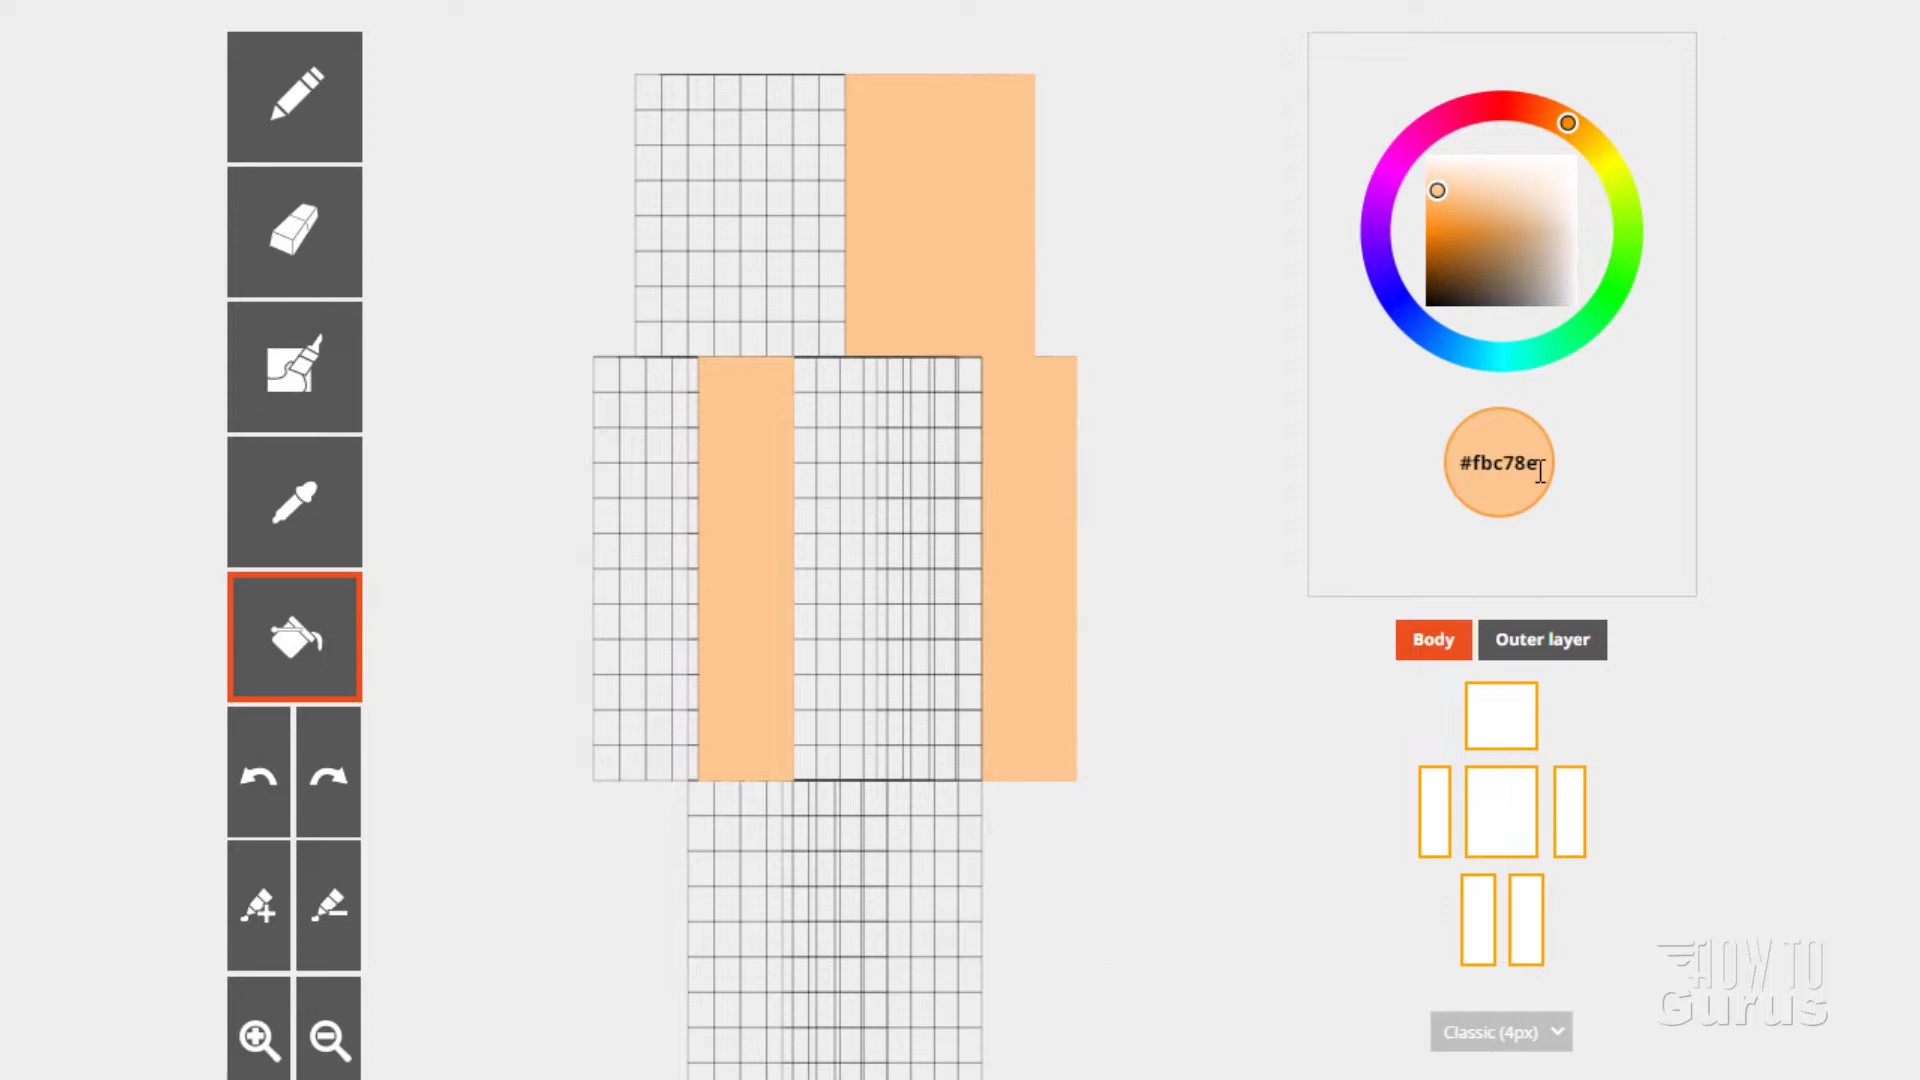 #fbc78e
Body
Outer layer
HOW TO
Gurus
Classic (4px)